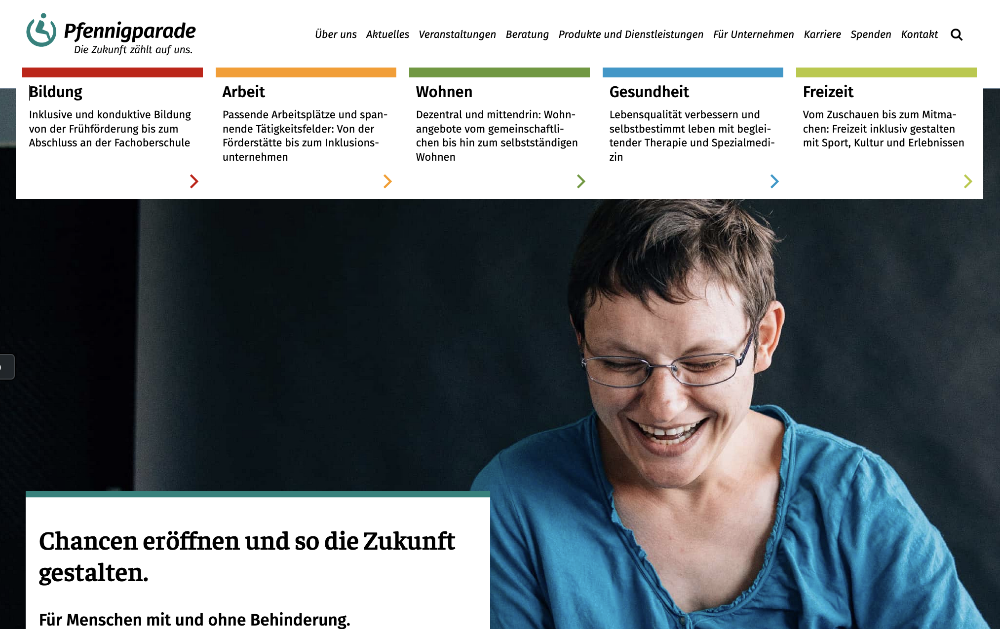 Pfennigparade
Die Zukunft zählt auf uns.
Über uns Aktuelles Veranstaltungen Beratung Produkte und Dienstleistungen Für Unternehmen Karriere Spenden Kontakt
Bildung
Inklusive und konduktive Bildung
von der Frühförderung bis zum
Abschluss an der Fachoberschule
Arbeit
Passende Arbeitsplätze und span-
nende Tätigkeitsfelder: Von der
Förderstätte bis zum Inklusions-
unternehmen
Wohnen
Dezentral und mittendrin: Wohn-
angebote vom gemeinschaftli-
chen bis hin zum selbstständigen
Wohnen
Gesundheit
Lebensqualität verbessern und
selbstbestimmt leben mit beglei-
tender Therapie und Spezialmedi-
zin
Freizeit
Vom Zuschauen bis zum Mitma-
chen: Freizeit inklusiv gestalten
mit Sport, Kultur und Erlebnissen
Chancen eröffnen und so die Zukunft
gestalten.
Für Menschen mit und ohne Behinderung.